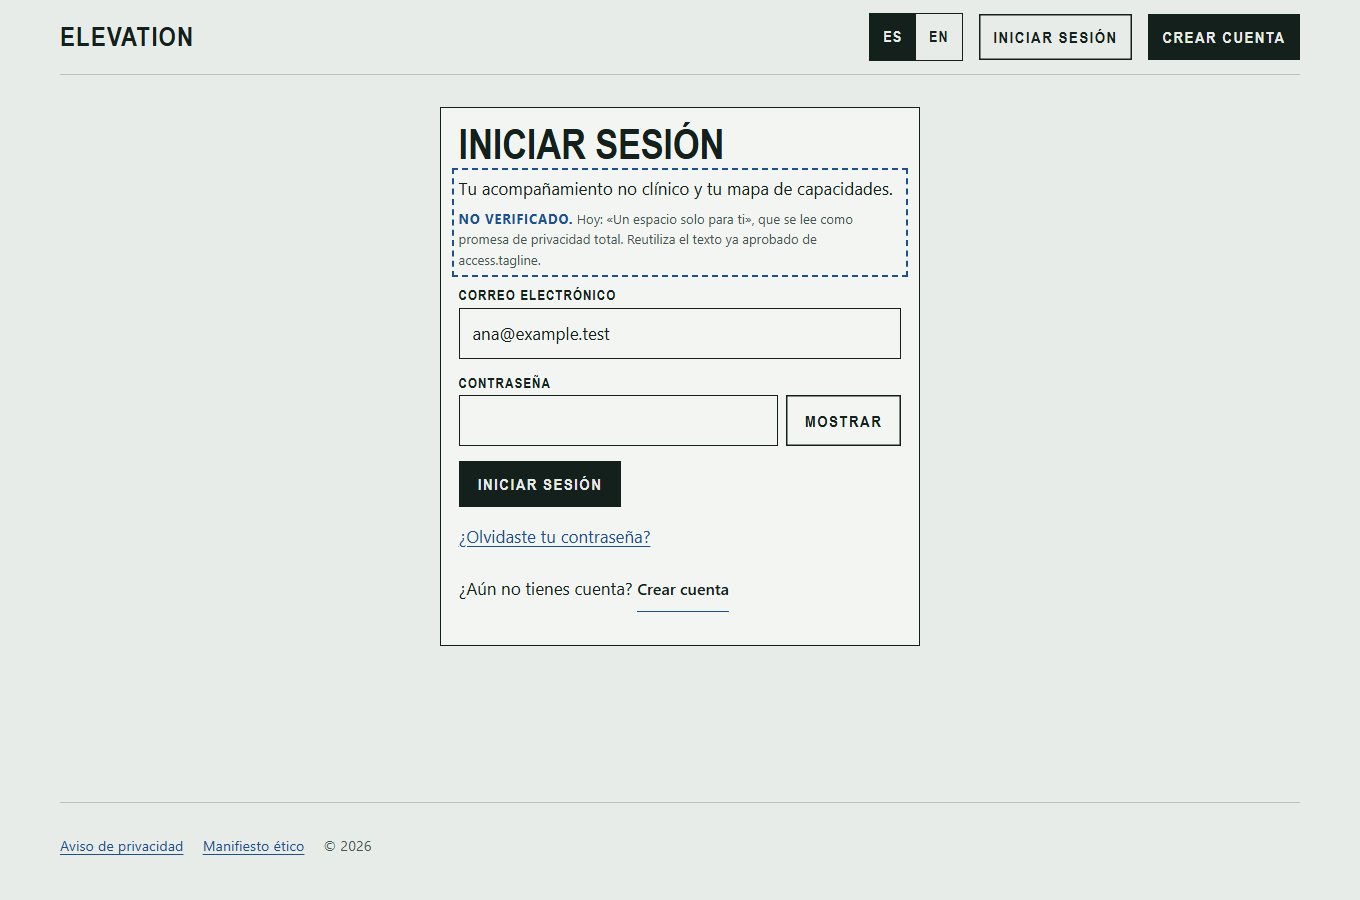 ELEVATION
ES
EN
INICIAR SESIÓN
CREAR CUENTA
INICIAR SESIÓN
Tu acompañamiento no clínico y tu mapa de capacidades.
NO VERIFICADO. Hoy: «Un espacio solo para ti», que se lee como
promesa de privacidad total. Reutiliza el texto ya aprobado de
access.tagline.
CORREO ELECTRÓNICO
ana@example.test
CONTRASEÑA
MOSTRAR
INICIAR SESIÓN
¿Olvidaste tu contraseña?
¿Aún no tienes cuenta? Crear cuenta
Aviso de privacidad
Manifiesto ético
© 2026